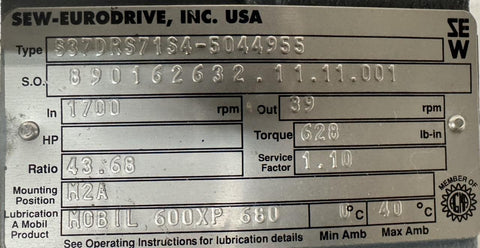 SEW-EURODRIVE, INC. USA
SEW
Type S37DRS71S4-5044955
S.O. 890162632.11.11.001
In 1700 rpm Out 39 rpm
HP Torque 628 lb-in
Ratio 43.68 Service Factor 1.10
Mounting Position M2A
Lubrication A Mobil Product MOBIL 600XP 680 0°C 40°C
See Operating Instructions for lubrication details Min Amb Max Amb
MEMBER OF